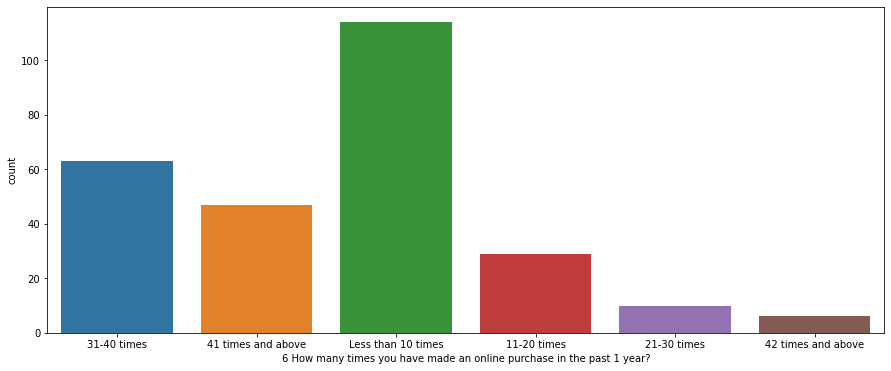 count
100
80
60
40
20
0
31-40 times 41 times and above Less than 10 times 11-20 times 21-30 times 42 times and above
6 How many times you have made an online purchase in the past 1 year?